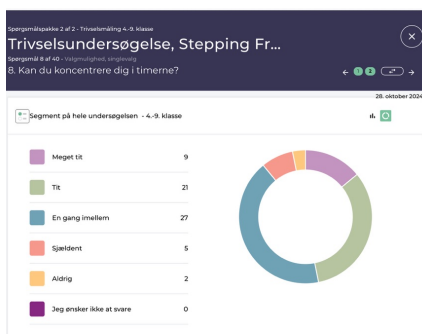 Spørgsmålspakke 2 af 2 - Trivselsmåling 4.-9. klasse
Trivselsundersøgelse, Stepping Fr...
Spørgsmål 8 af 40 - Valgmulighed, singlevalg
8. Kan du koncentrere dig i timerne?
1 2
28. oktober 2024
Segment på hele undersøgelsen - 4.-9. klasse
Meget tit 9
Tit 21
En gang imellem 27
Sjældent 5
Aldrig 2
Jeg ønsker ikke at svare 0